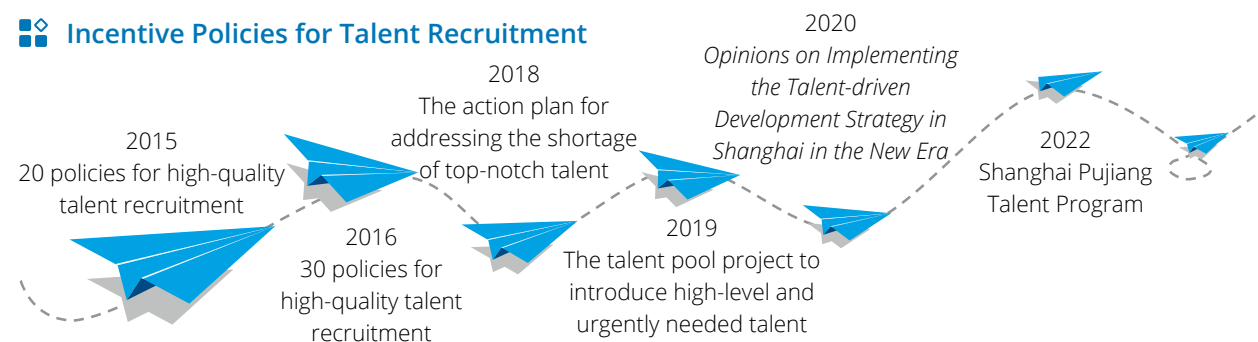 Incentive Policies for Talent Recruitment
2015
20 policies for high-quality
talent recruitment
2016
30 policies for
high-quality talent
recruitment
2018
The action plan for
addressing the shortage
of top-notch talent
2019
The talent pool project to
introduce high-level and
urgently needed talent
2020
Opinions on Implementing
the Talent-driven
Development Strategy in
Shanghai in the New Era
2022
Shanghai Pujiang
Talent Program